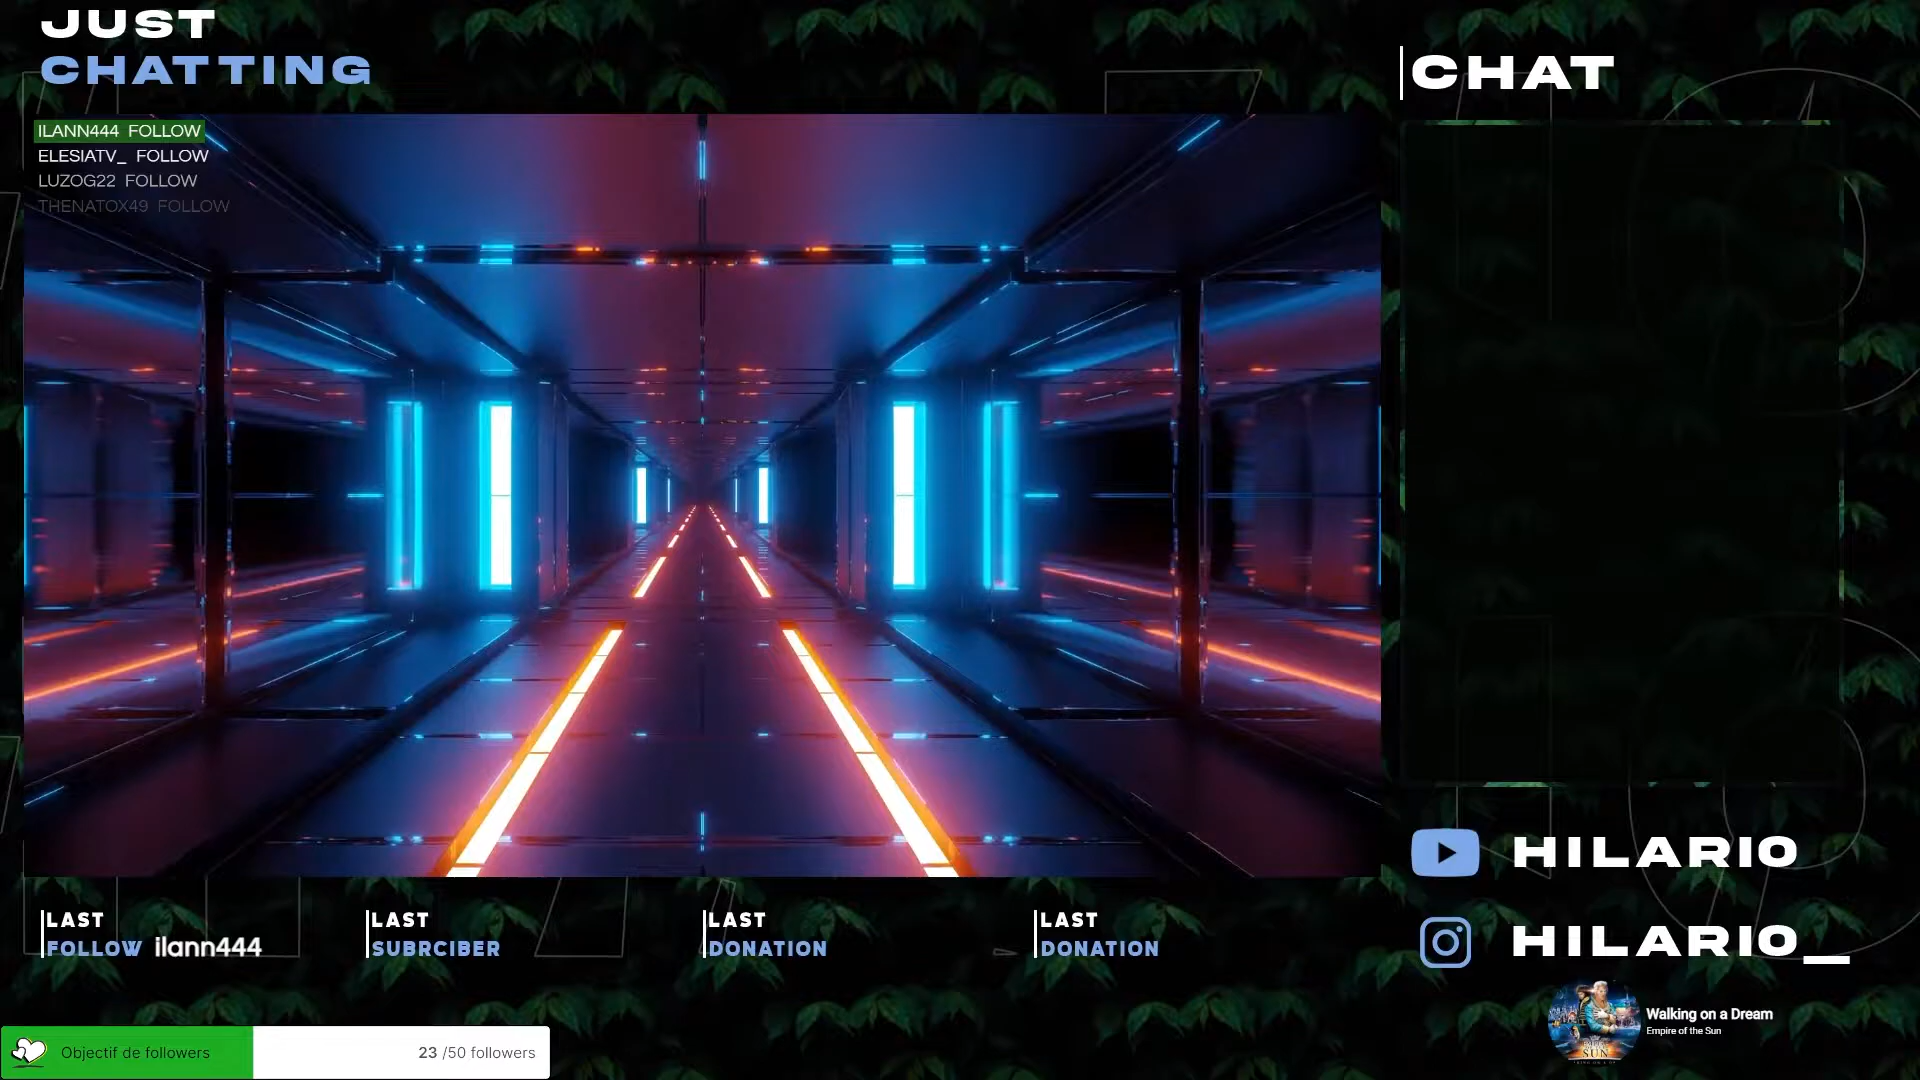 JUST
CHATTING
ILANN444 FOLLOW
ELESIATV_ FOLLOW
LUZOG22 FOLLOW
THENATOX49 FOLLOW
CHAT
HILARIO
HILARIO_
LAST
FOLLOW ilann444
LAST
SUBRCIBER
LAST
DONATION
LAST
DONATION
Walking on a Dream
Empire of the Sun
SUN
Objectif de followers
23 /50 followers